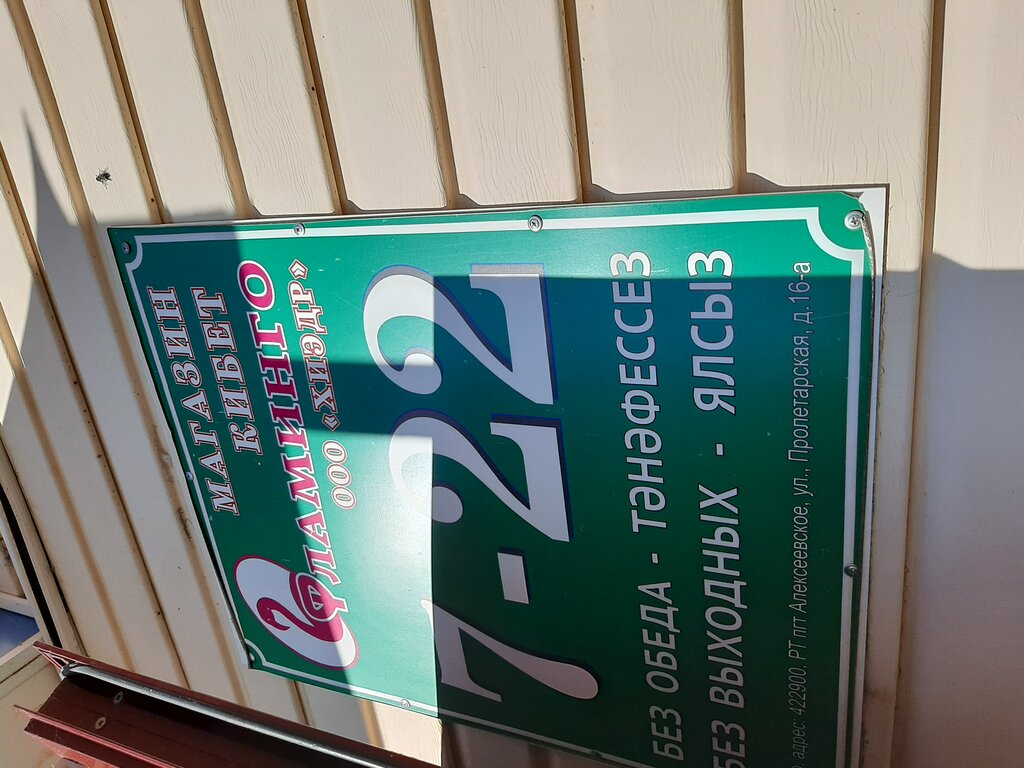 МАГАЗИН
КИБЕТ
ФЛАМИНГО
ООО «ХИЭДР»
7-22
БЕЗ ОБЕДА - ТӘНӘФЕССЕЗ
БЕЗ ВЫХОДНЫХ - ЯЛСЫЗ
адрес: 422900. РТ пгт Алексеевское, ул., Пролетарская, д.16-а